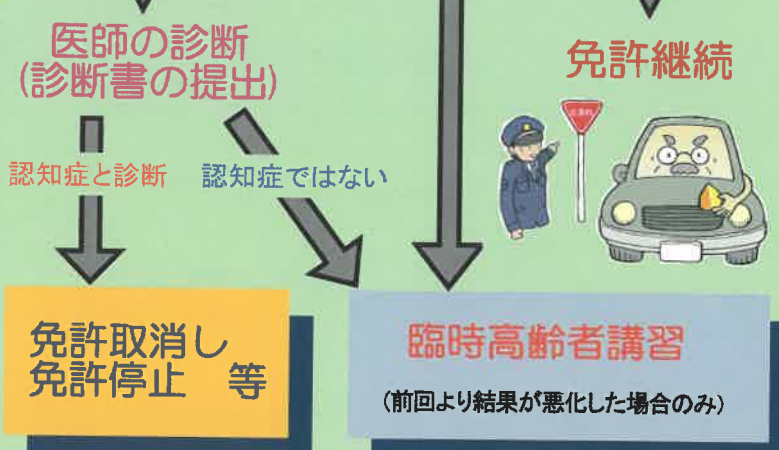 医師の診断
(診断書の提出)
免許継続
認知症と診断
認知症ではない
免許取消し
免許停止 等
臨時高齢者講習
(前回より結果が悪化した場合のみ)